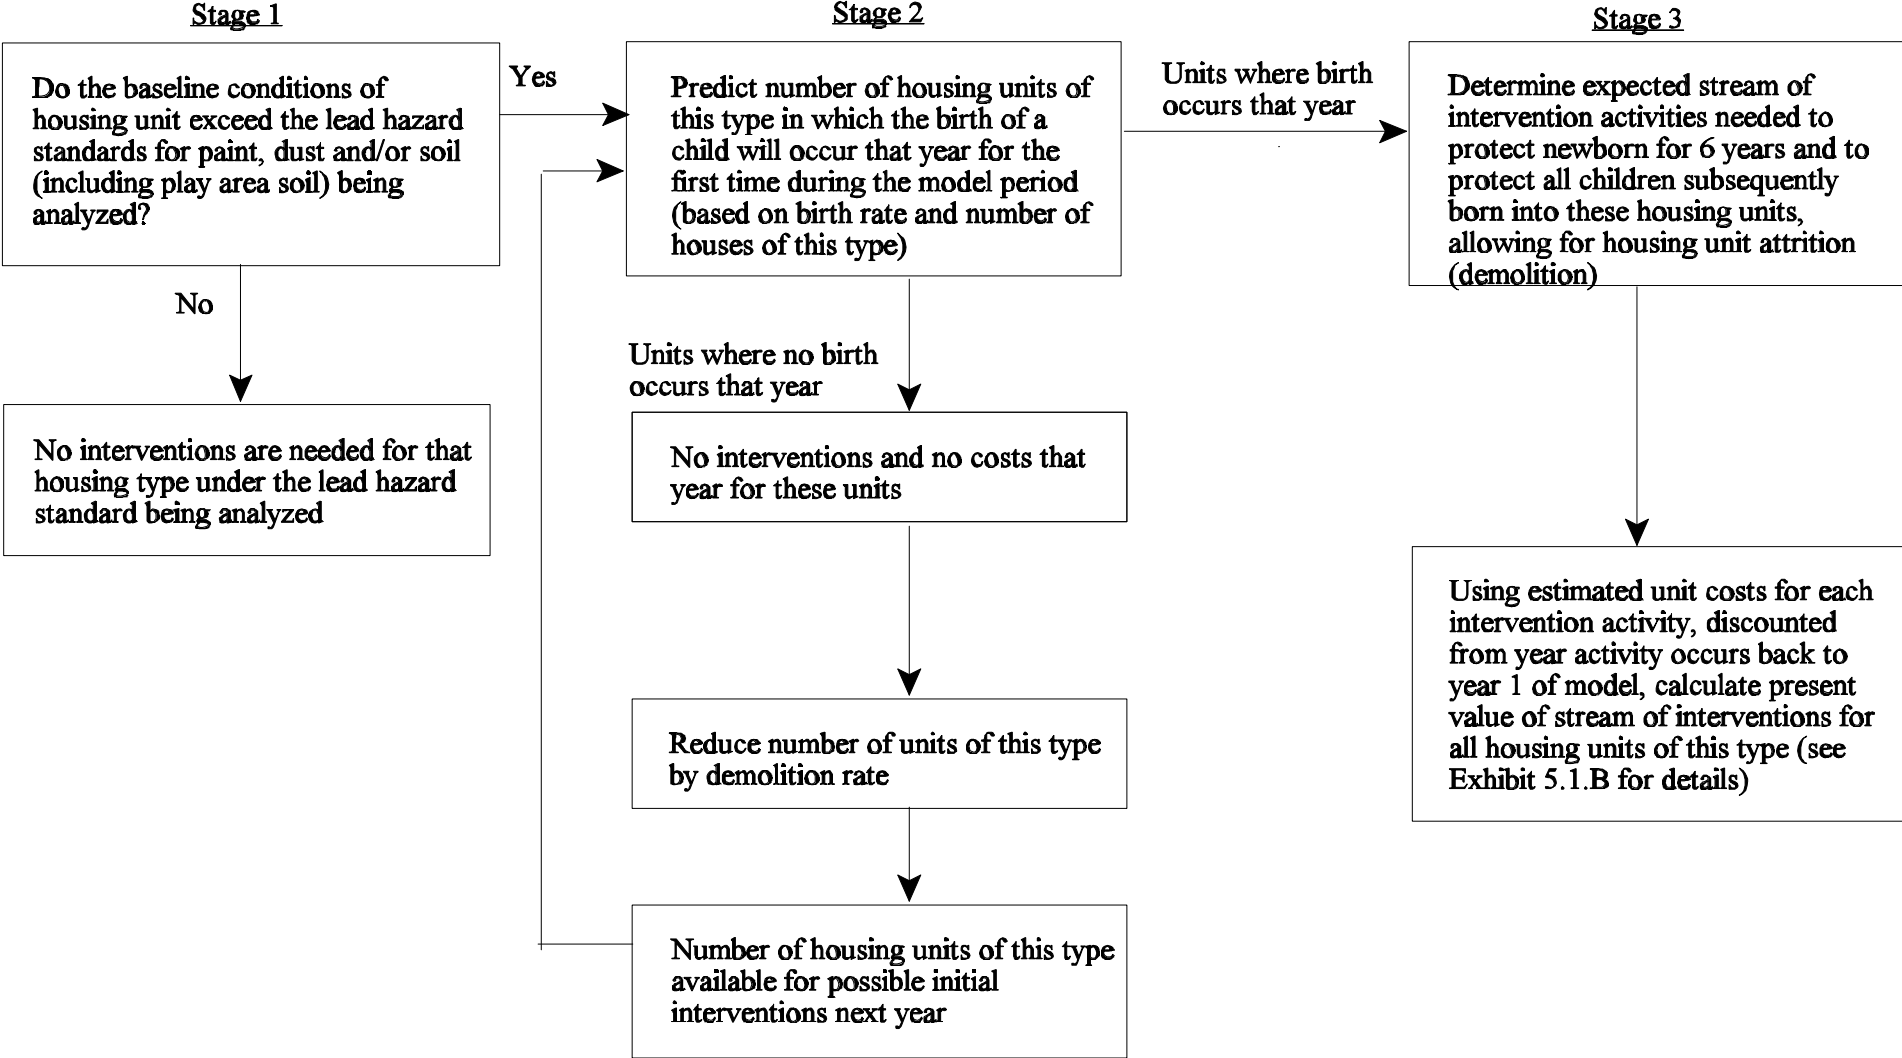 Stage 1
Do the baseline conditions of
housing unit exceed the lead hazard
standards for paint, dust and/or soil
(including play area soil) being
analyzed?
Yes
No
No interventions are needed for that
housing type under the lead hazard
standard being analyzed
Stage 2
Predict number of housing units of
this type in which the birth of a
child will occur that year for the
first time during the model period
(based on birth rate and number of
houses of this type)
Units where birth
occurs that year
Units where no birth
occurs that year
No interventions and no costs that
year for these units
Reduce number of units of this type
by demolition rate
Number of housing units of this type
available for possible initial
interventions next year
Stage 3
Determine expected stream of
intervention activities needed to
protect newborn for 6 years and to
protect all children subsequently
born into these housing units,
allowing for housing unit attrition
(demolition)
Using estimated unit costs for each
intervention activity, discounted
from year activity occurs back to
year 1 of model, calculate present
value of stream of interventions for
all housing units of this type (see
Exhibit 5.1.B for details)